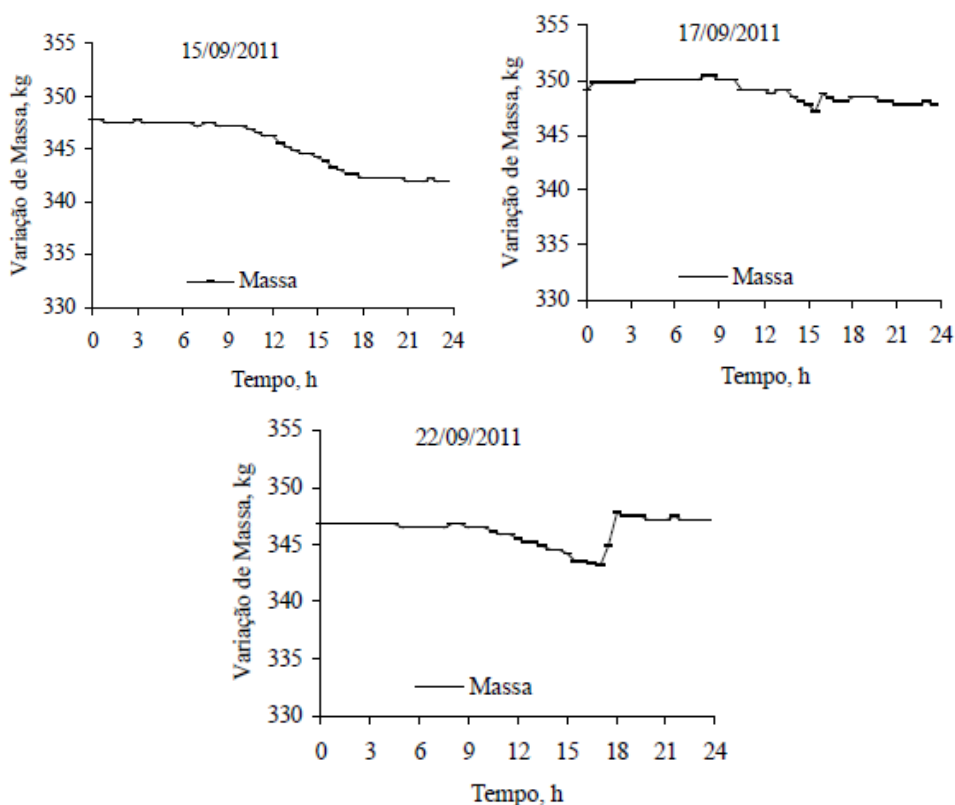 15/09/2011
Variação de Massa, kg
355
350
345
342
335
330
Massa
0 3 6 9 12 15 18 21 24
Tempo, h
17/09/2011
Variação de Massa, kg
355
350
345
340
335
330
Massa
0 3 6 9 12 15 18 21 24
Tempo, h
22/09/2011
Variação de Massa, kg
355
350
345
340
335
330
Massa
0 3 6 9 12 15 18 21 24
Tempo, h